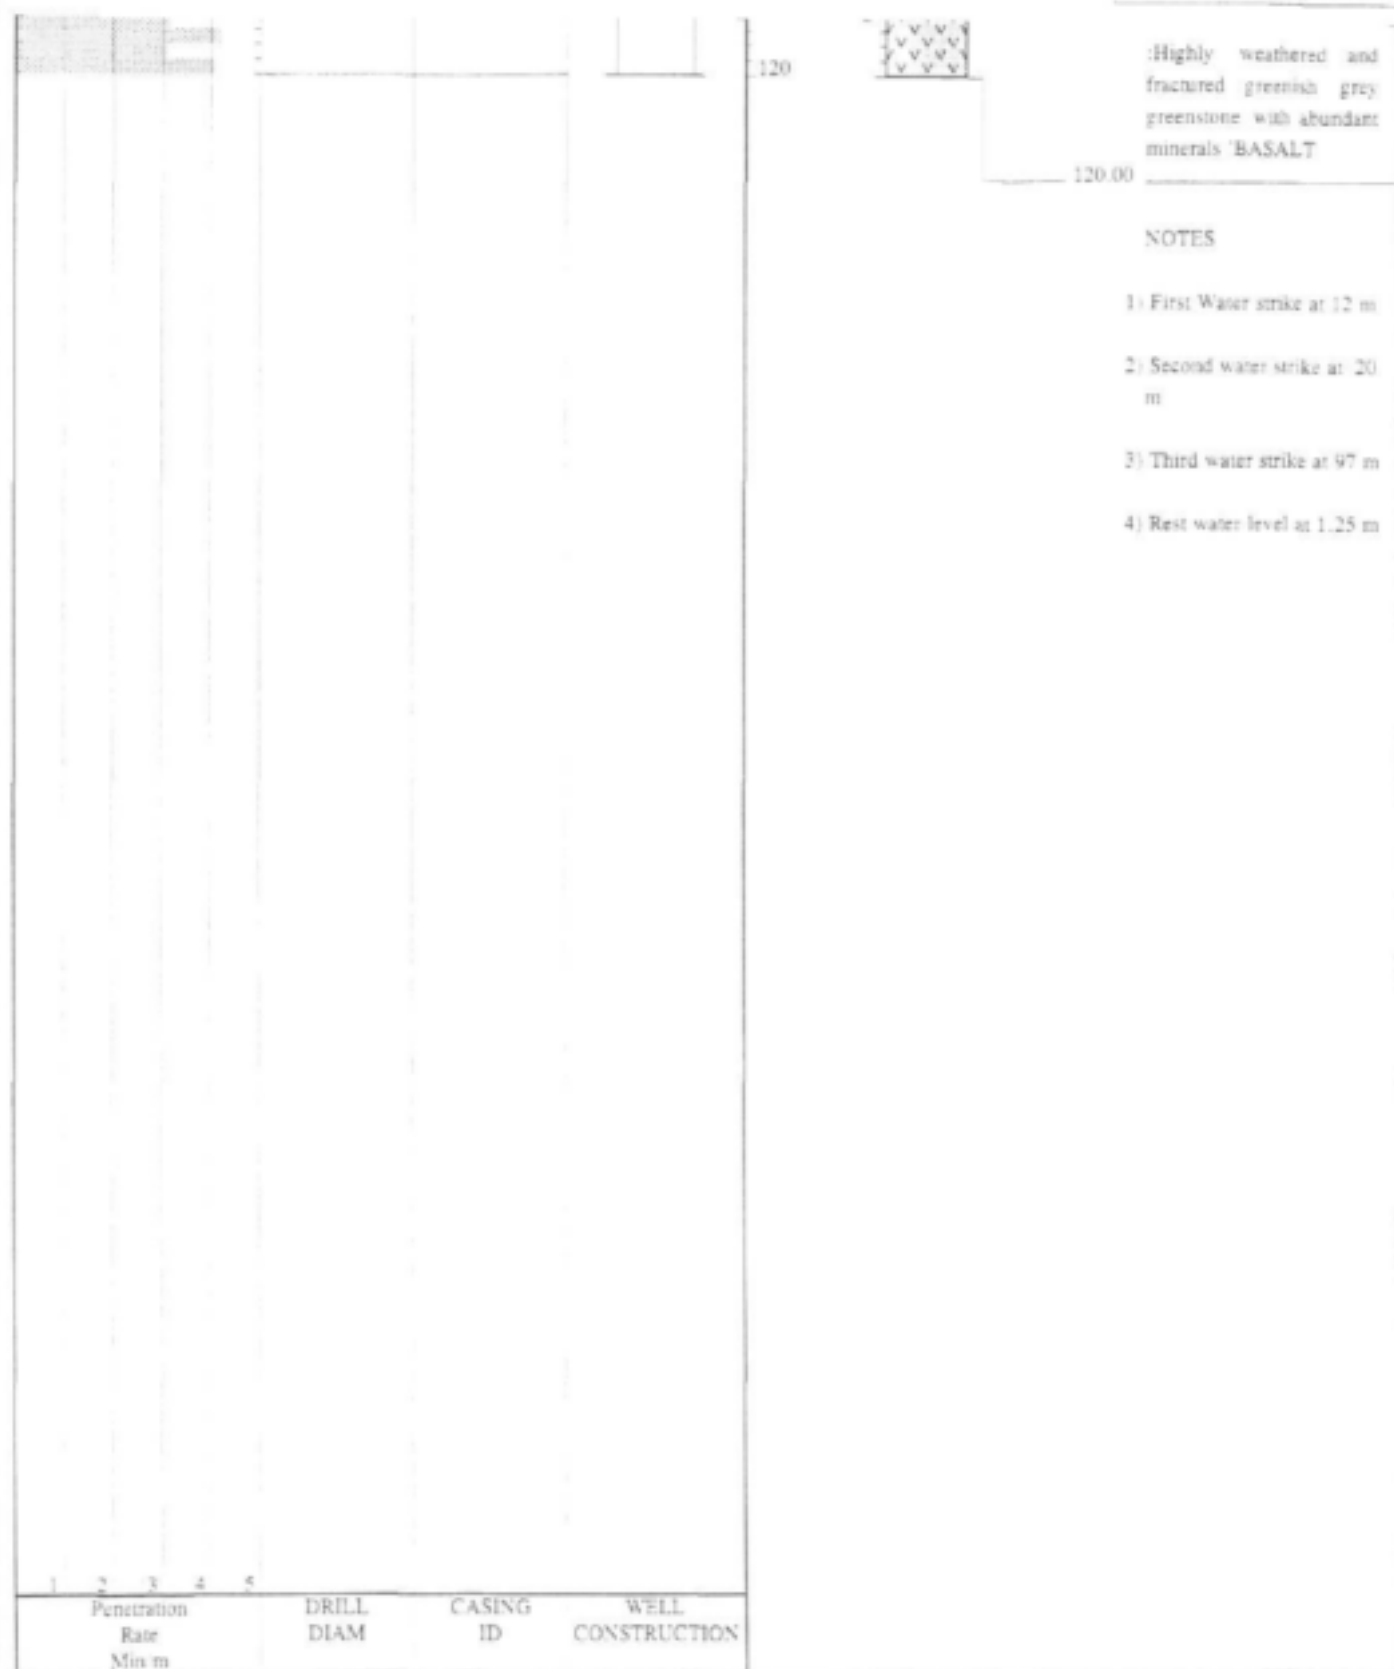 120
:Highly weathered and
fractured greenish grey
greenstone with abundant
minerals 'BASALT
120.00
NOTES
1) First Water strike at 12 m
2) Second water strike at 20
m
3) Third water strike at 97 m
4) Rest water level at 1.25 m
1 2 3 4 5
Penetration
Rate
Min/m
DRILL
DIAM
CASING
ID
WELL
CONSTRUCTION